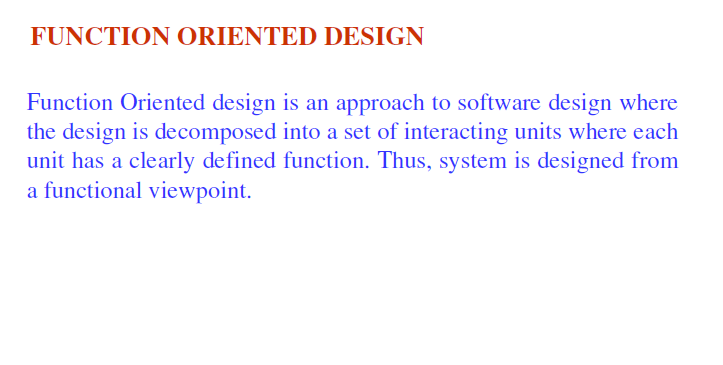 FUNCTION ORIENTED DESIGN
Function Oriented design is an approach to software design where
the design is decomposed into a set of interacting units where each
unit has a clearly defined function. Thus, system is designed from
a functional viewpoint.